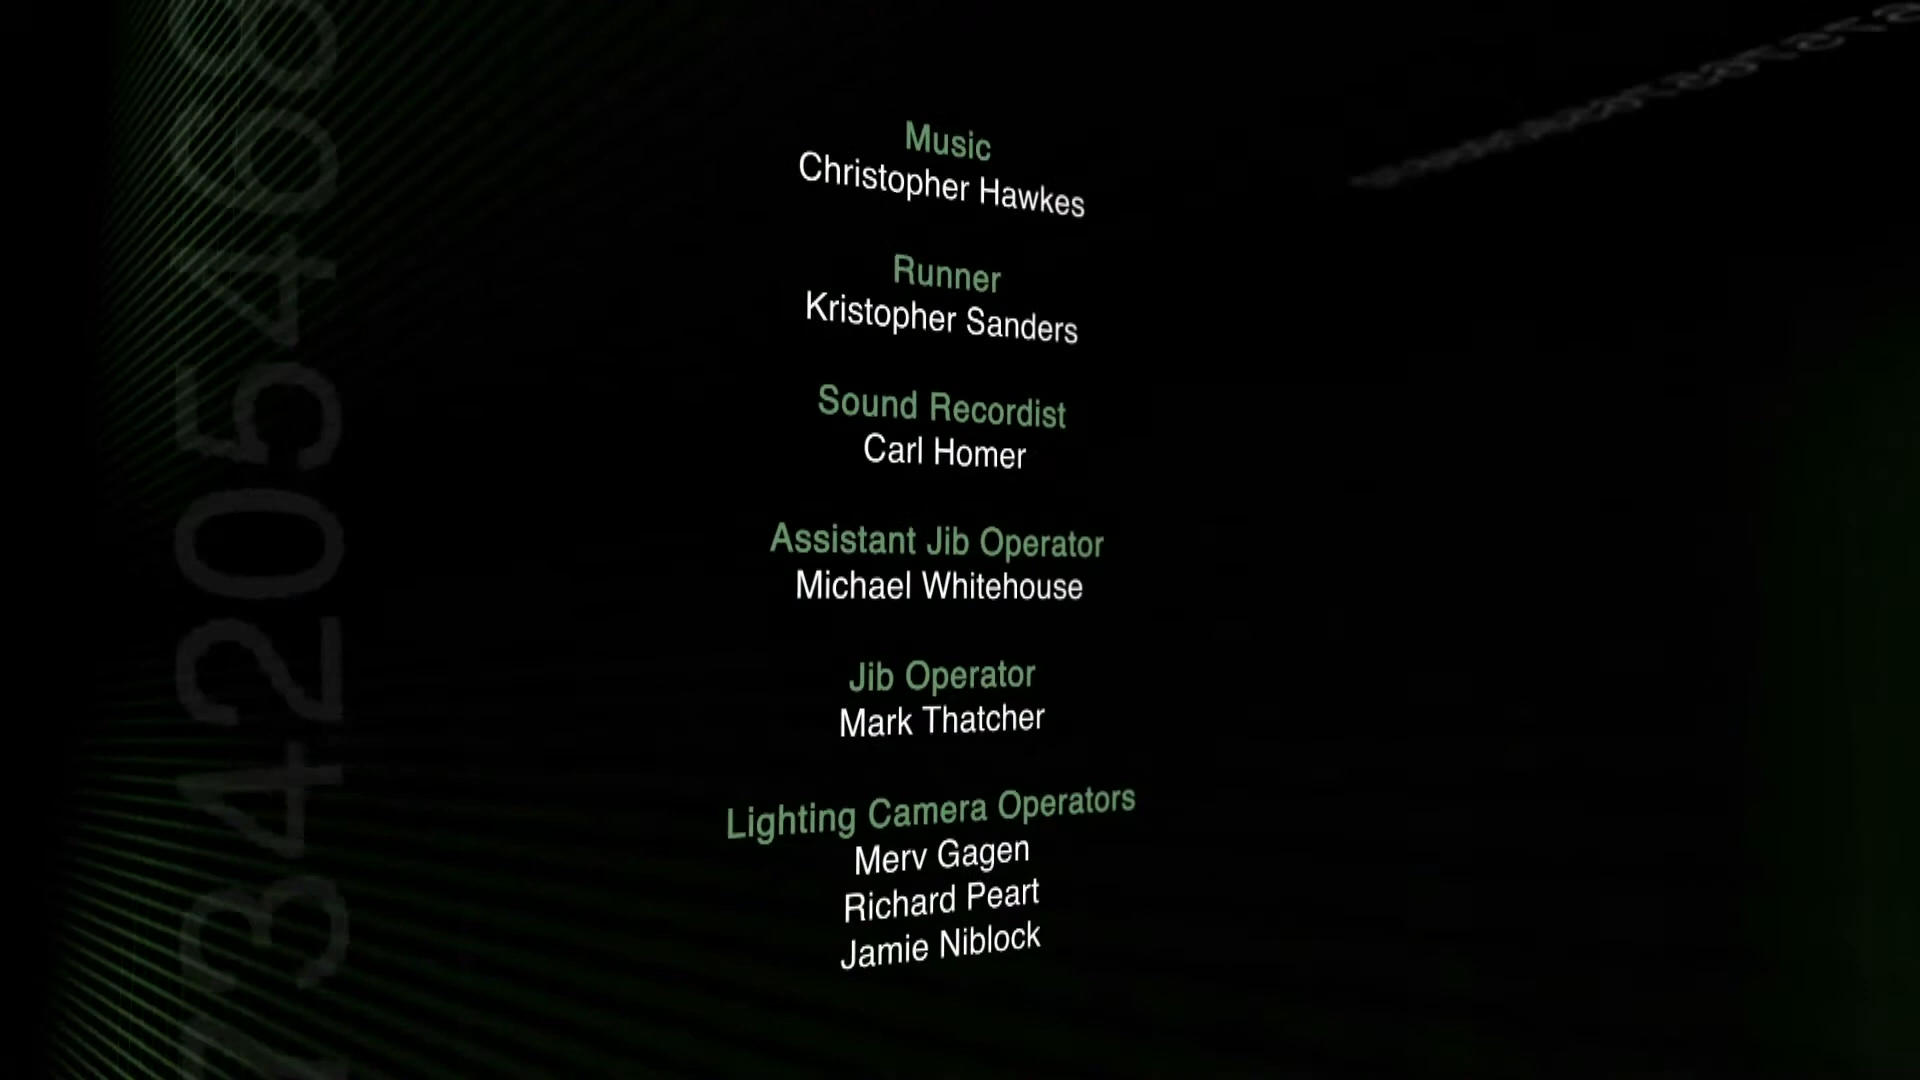 Music
Christopher Hawkes
Runner
Kristopher Sanders
Sound Recordist
Carl Homer
Assistant Jib Operator
Michael Whitehouse
Jib Operator
Mark Thatcher
Lighting Camera Operators
Merv Gagen
Richard Peart
Jamie Niblock